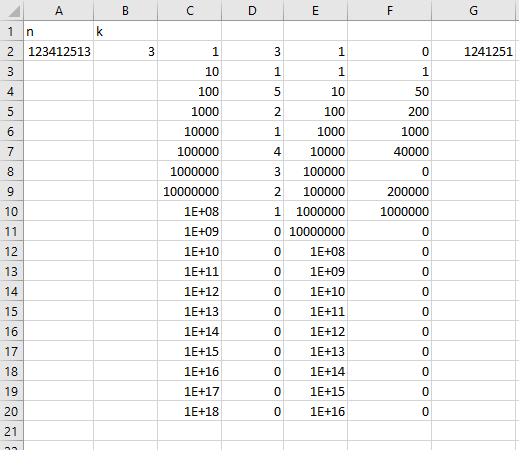 A B C D E F G
1 n k
2 123412513 3 1 3 1 0 1241251
3 10 1 1 1
4 100 5 10 50
5 1000 2 100 200
6 10000 1 1000 1000
7 100000 4 10000 40000
8 1000000 3 100000 0
9 10000000 2 100000 200000
10 1E+08 1 1000000 1000000
11 1E+09 0 10000000 0
12 1E+10 0 1E+08 0
13 1E+11 0 1E+09 0
14 1E+12 0 1E+10 0
15 1E+13 0 1E+11 0
16 1E+14 0 1E+12 0
17 1E+15 0 1E+13 0
18 1E+16 0 1E+14 0
19 1E+17 0 1E+15 0
20 1E+18 0 1E+16 0
21